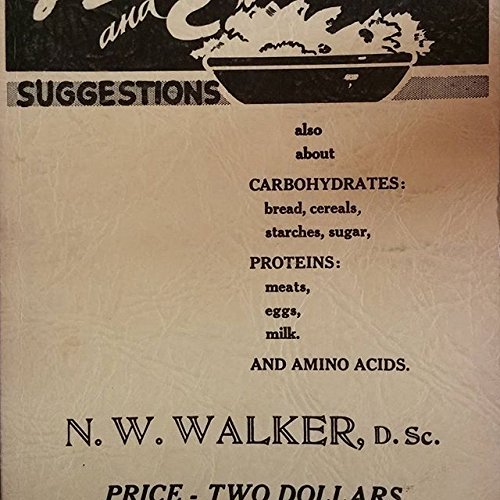 and
SUGGESTIONS
also
about
CARBOHYDRATES:
bread, cereals,
starches, sugar,
PROTEINS:
meats,
eggs,
milk.
AND AMINO ACIDS.
N. W. WALKER, D. Sc.
PRICE - TWO DOLLARS